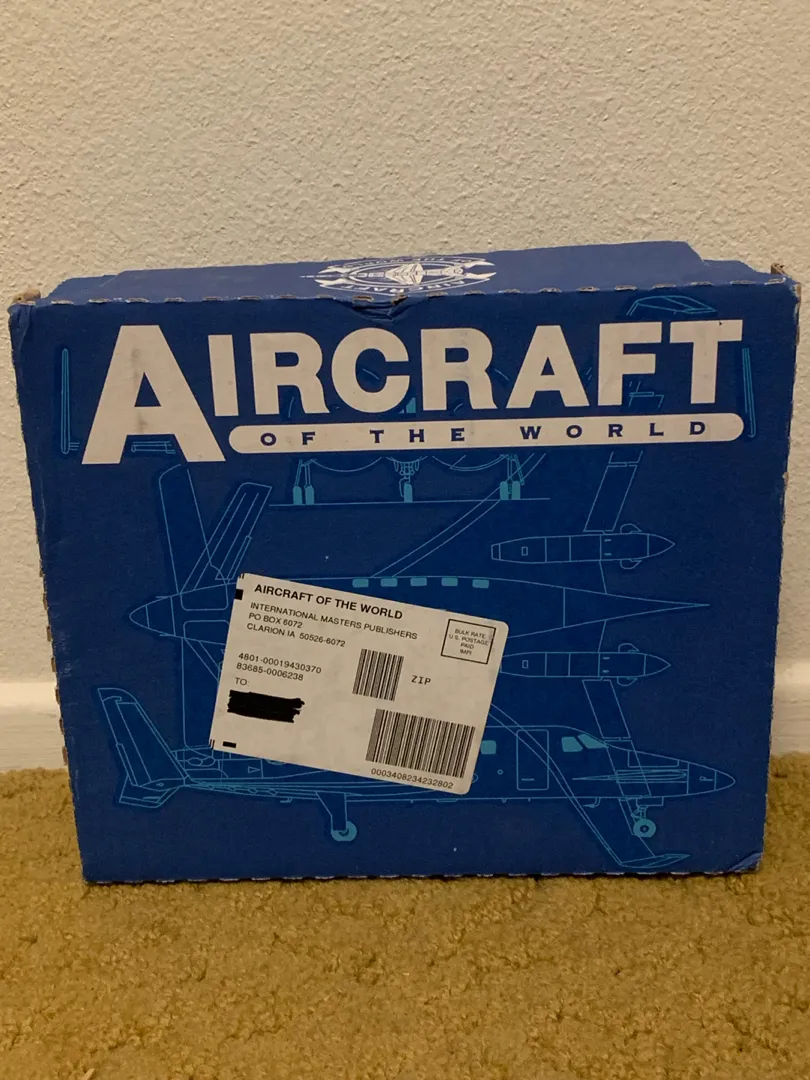 AIRCRAFT
OF THE WORLD
AIRCRAFT OF THE WORLD
INTERNATIONAL MASTERS PUBLISHERS
PO BOX 6072
CLARION IA 50526-6072
BULK RATE
U.S. POSTAGE
PAID
IMPI
4801-00019430370
83685-0006238
TO:
ZIP
0003408234232802